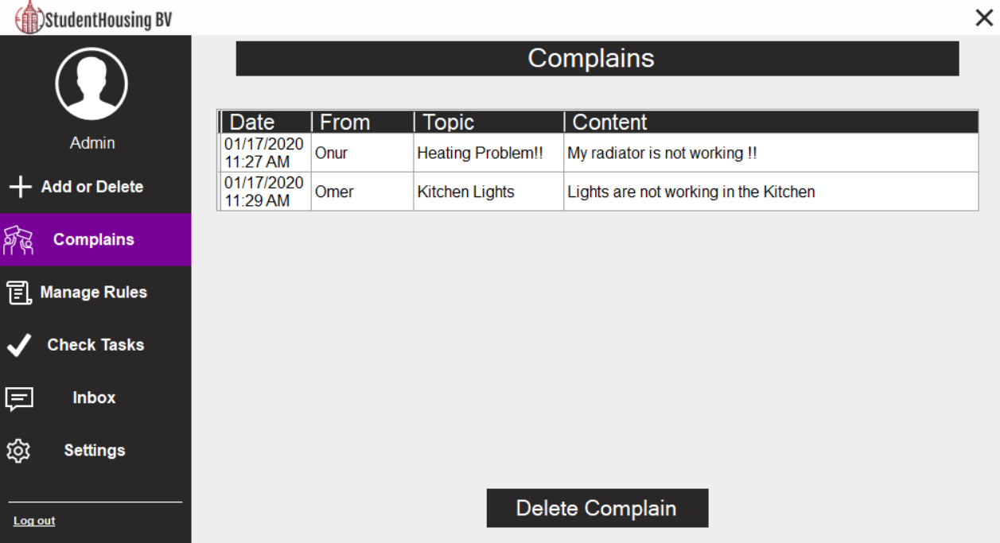 StudentHousing BV
Complains
Admin
Add or Delete
Complains
Manage Rules
Check Tasks
Inbox
Settings
Log out
Date From Topic Content
01/17/2020
11:27 AM Onur Heating Problem!! My radiator is not working !!
01/17/2020
11:29 AM Omer Kitchen Lights Lights are not working in the Kitchen
Delete Complain